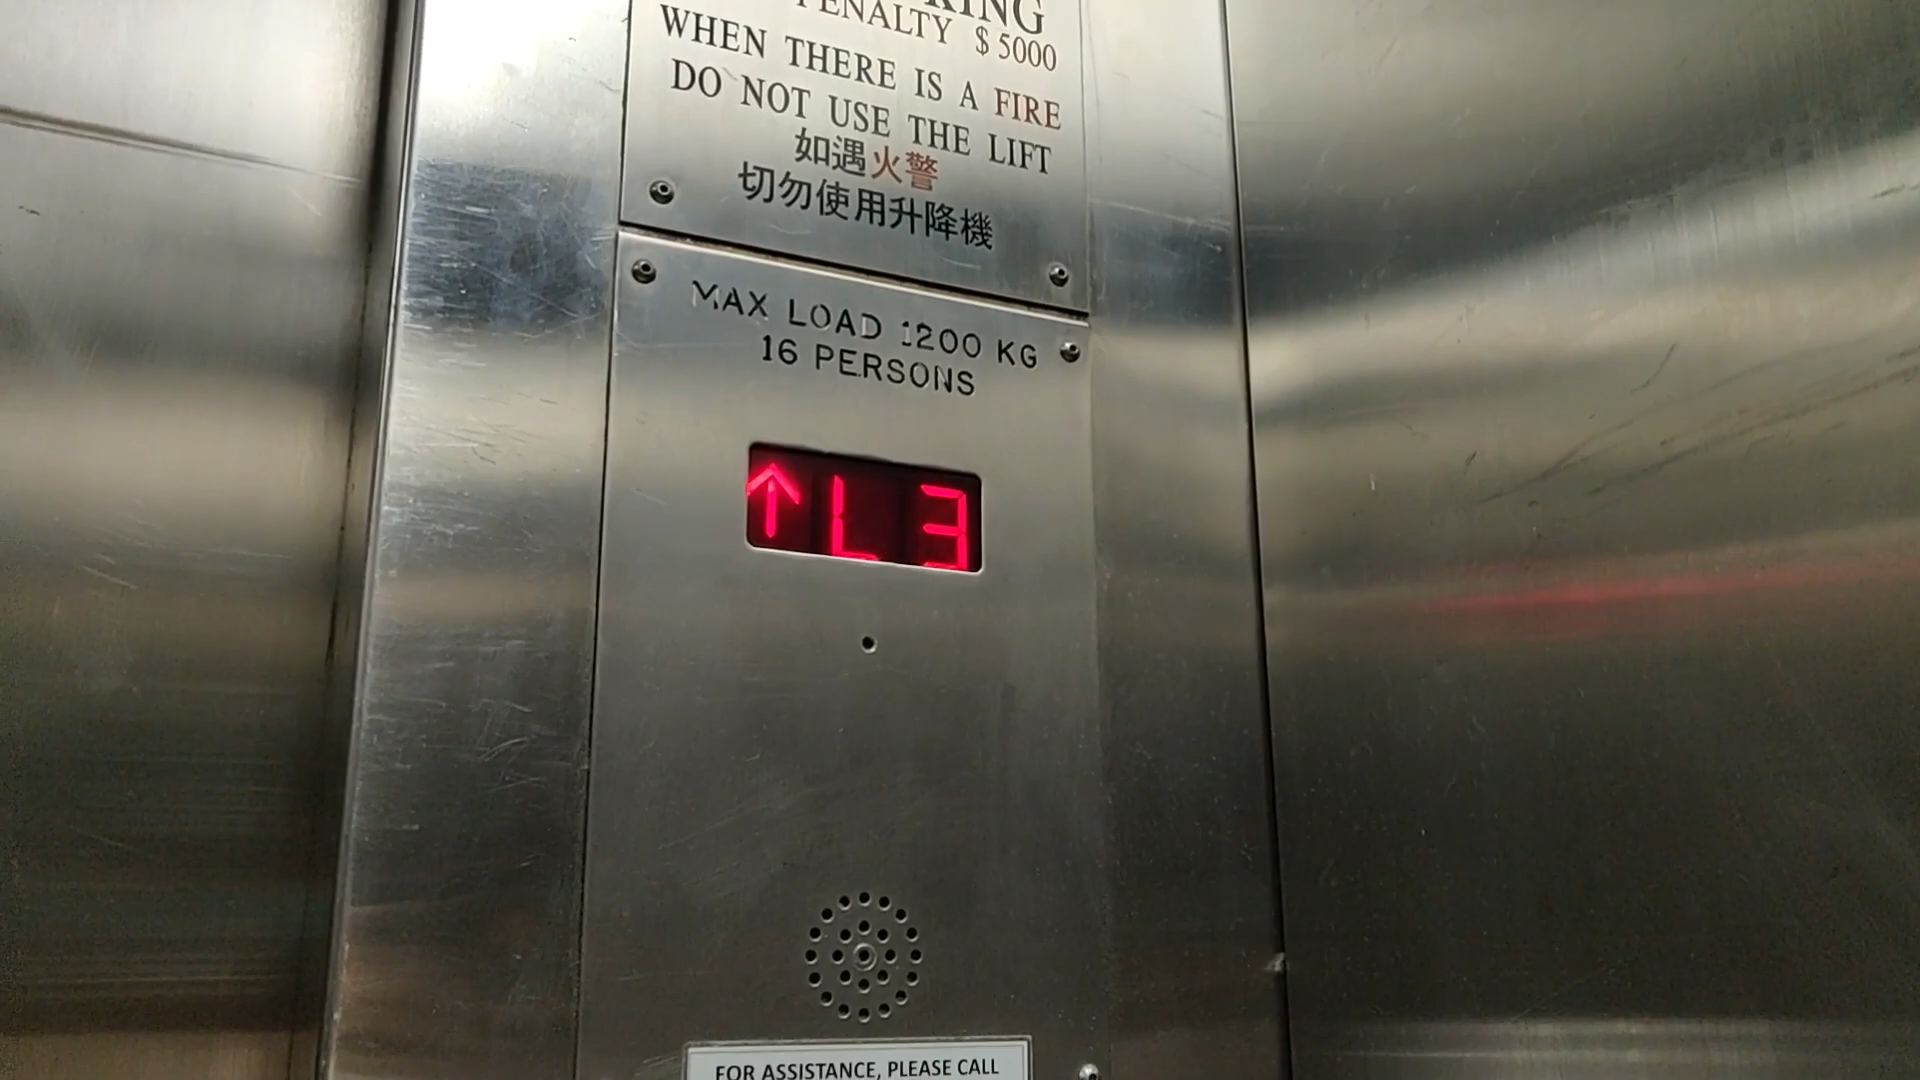 PENALTY $5000
WHEN THERE IS A FIRE
DO NOT USE THE LIFT
如遇火警
切勿使用升降機
MAX LOAD 1200 KG
16 PERSONS
↑L 3
FOR ASSISTANCE, PLEASE CALL